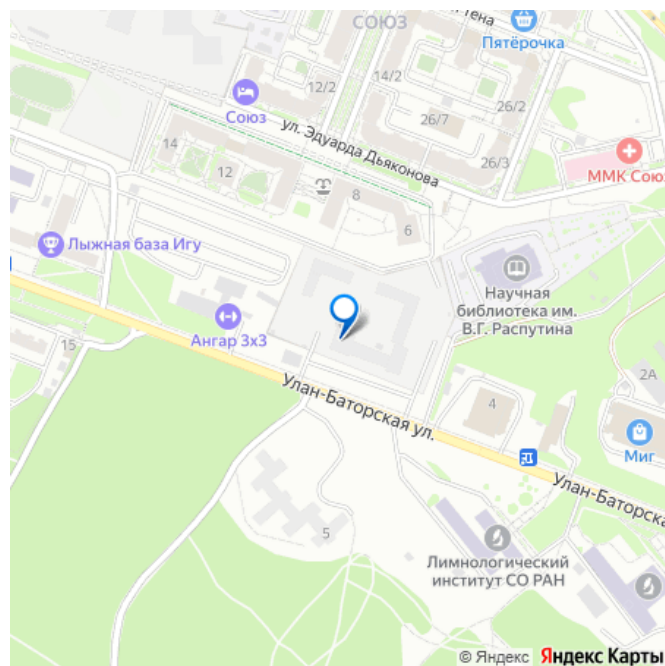 СОЮЗ
Пятёрочка
12/2
14/2
26/2
Союз
26/7
ул. Эдуарда Дьяконова
26/3
14
12
ММК Союз
8
6
Лыжная база Игу
Научная
библиотека им.
В.Г. Распутина
Ангар 3х3
15
2А
Улан-Баторская ул.
4
Миг
Улан-Баторская
5
Лимнологический
институт СО РАН
© Яндекс Яндекс Карты